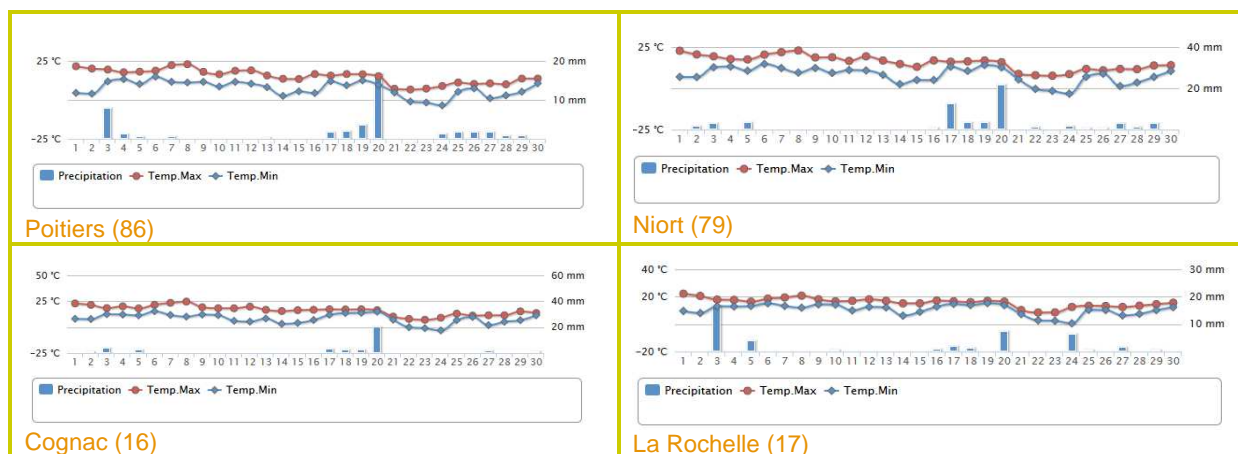 25 °C
20 mm
10 mm
-25 °C
1 2 3 4 5 6 7 8 9 10 11 12 13 14 15 16 17 18 19 20 21 22 23 24 25 26 27 28 29 30
Precipitation Temp.Max Temp.Min
Poitiers (86)
25 °C
40 mm
20 mm
-25 °C
1 2 3 4 5 6 7 8 9 10 11 12 13 14 15 16 17 18 19 20 21 22 23 24 25 26 27 28 29 30
Precipitation Temp.Max Temp.Min
Niort (79)
50 °C
60 mm
25 °C
40 mm
20 mm
-25 °C
1 2 3 4 5 6 7 8 9 10 11 12 13 14 15 16 17 18 19 20 21 22 23 24 25 26 27 28 29 30
Precipitation Temp.Max Temp.Min
Cognac (16)
40 °C
30 mm
20 °C
20 mm
10 mm
-20 °C
1 2 3 4 5 6 7 8 9 10 11 12 13 14 15 16 17 18 19 20 21 22 23 24 25 26 27 28 29 30
Precipitation Temp.Max Temp.Min
La Rochelle (17)